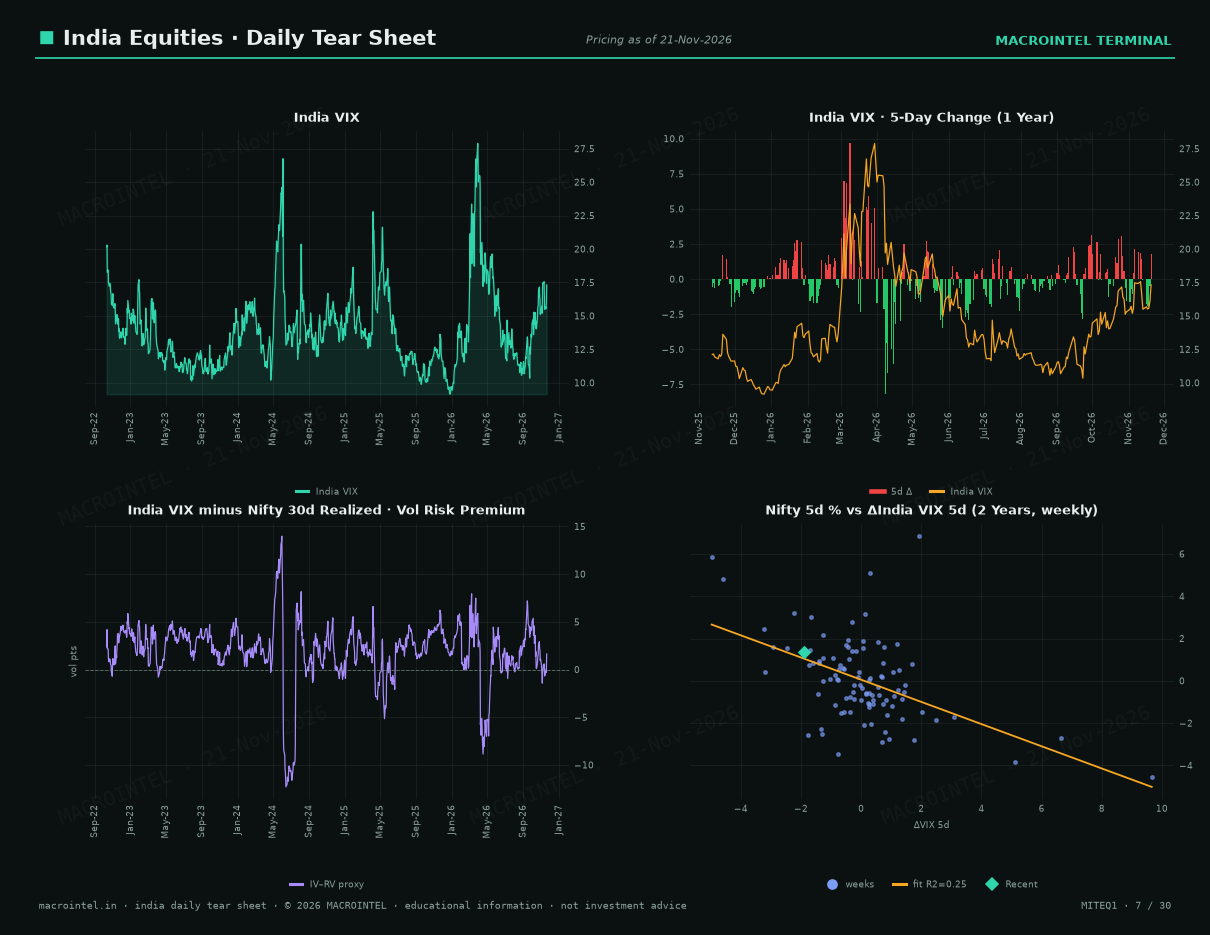 India Equities · Daily Tear Sheet
Pricing as of 21-Nov-2026
MACROINTEL TERMINAL
India VIX
27.5
25.0
22.5
20.0
17.5
15.0
12.5
10.0
Sep-22 Jan-23 May-23 Sep-23 Jan-24 May-24 Sep-24 Jan-25 May-25 Sep-25 Jan-26 May-26 Sep-26 Jan-27
India VIX
India VIX · 5-Day Change (1 Year)
10.0
7.5
5.0
2.5
0.0
−2.5
−5.0
−7.5
27.5
25.0
22.5
20.0
17.5
15.0
12.5
10.0
Nov-25 Dec-25 Jan-26 Feb-26 Mar-26 Apr-26 May-26 Jun-26 Jul-26 Aug-26 Sep-26 Oct-26 Nov-26 Dec-26
5d Δ India VIX
India VIX minus Nifty 30d Realized · Vol Risk Premium
vol pts
15
10
5
0
−5
−10
Sep-22 Jan-23 May-23 Sep-23 Jan-24 May-24 Sep-24 Jan-25 May-25 Sep-25 Jan-26 May-26 Sep-26 Jan-27
IV–RV proxy
Nifty 5d % vs ΔIndia VIX 5d (2 Years, weekly)
6
4
2
0
−2
−4
−4 −2 0 2 4 6 8 10
ΔVIX 5d
weeks fit R2=0.25 Recent
MACROINTEL · 21-Nov-2026
macrointel.in · india daily tear sheet · © 2026 MACROINTEL · educational information · not investment advice
MITEQ1 · 7 / 30